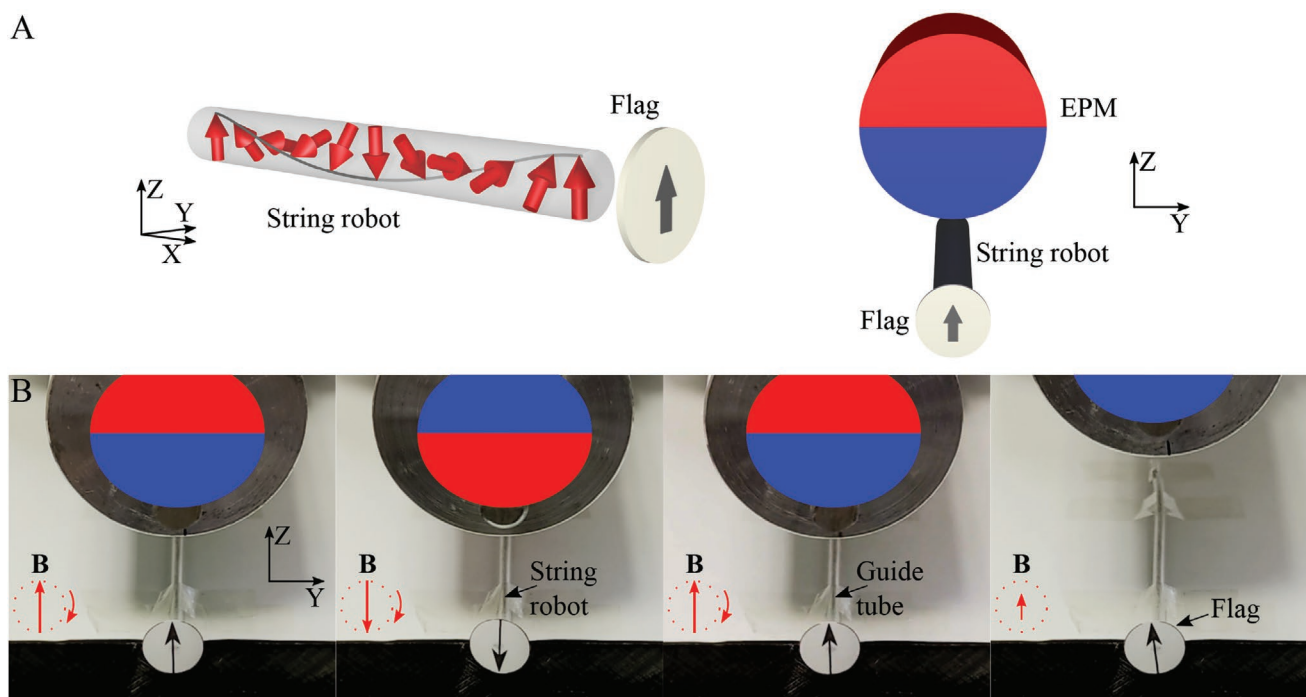 A
Flag
EPM
Z
Y
X
String robot
Z
Y
String robot
Flag
B
Z
Y
B
B
String
robot
B
Guide
tube
B
Flag